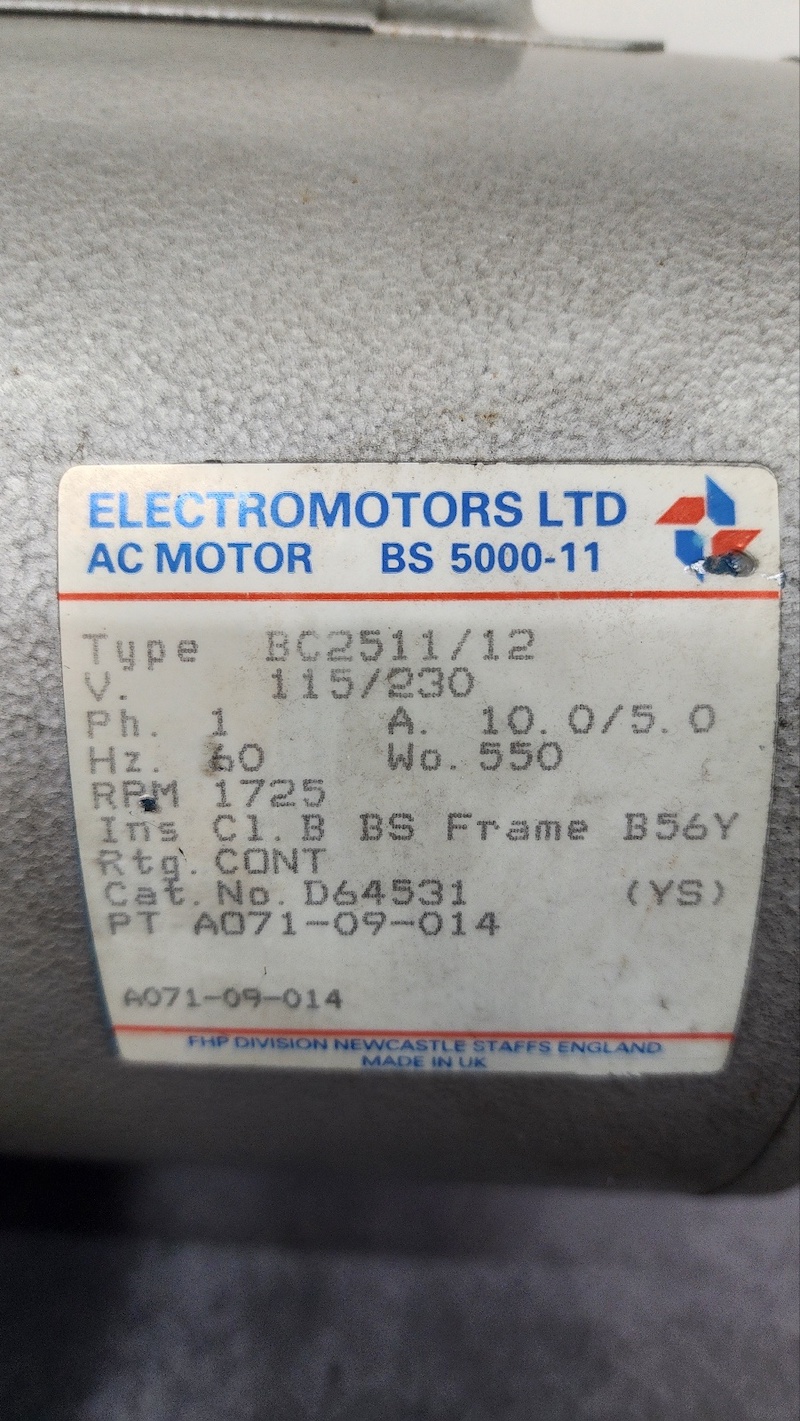 ELECTROMOTORS LTD
AC MOTOR BS 5000-11
Type BC2511/12
V. 115/230
Ph. 1 A. 10.0/5.0
Hz. 60 Wo. 550
RPM 1725
Ins Cl. B BS Frame B56Y
Rtg. CONT
Cat. No. D64531 (YS)
PT A071-09-014
A071-09-014
FHP DIVISION NEWCASTLE STAFFS ENGLAND
MADE IN UK